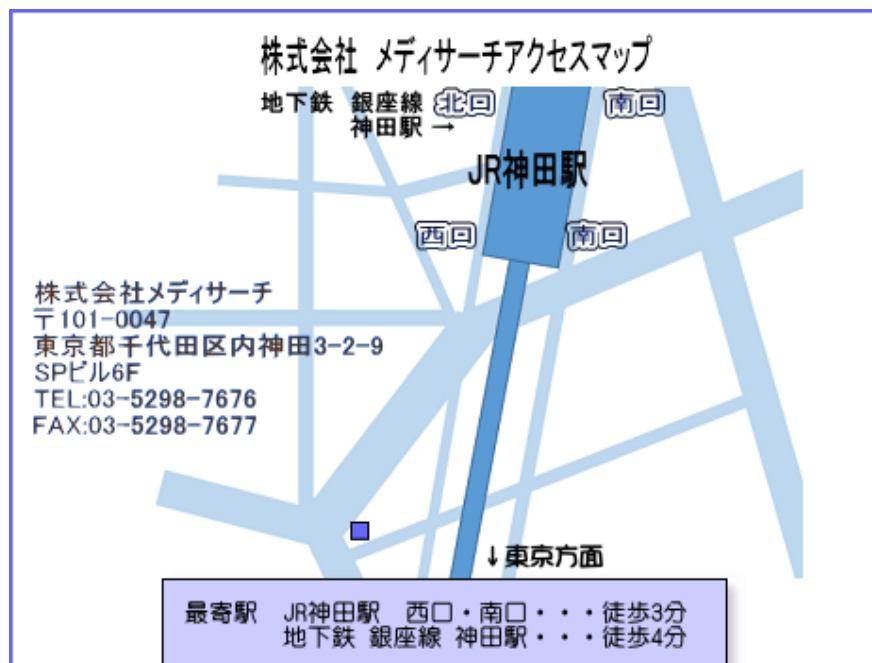 株式会社 メディサーチアクセスマップ
地下鉄 銀座線
神田駅 →
北口
南口
JR神田駅
西口
南口
株式会社メディサーチ
〒101-0047
東京都千代田区内神田3-2-9
SPビル6F
TEL:03-5298-7676
FAX:03-5298-7677
↓東京方面
最寄駅 JR神田駅 西口・南口・・・徒歩3分
地下鉄 銀座線 神田駅・・・徒歩4分